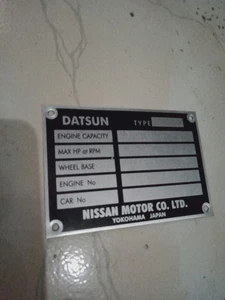 DATSUN TYPE
ENGINE CAPACITY
MAX HP at RPM
WHEEL BASE
ENGINE No
CAR No
NISSAN MOTOR CO. LTD.
YOKOHAMA JAPAN